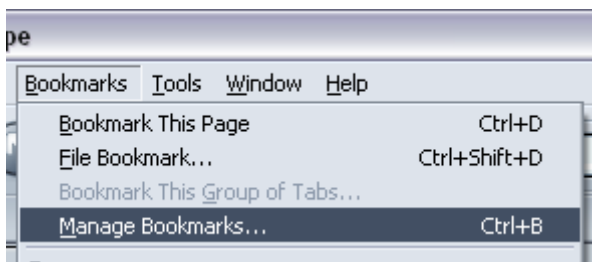 pe
Bookmarks Tools Window Help
Bookmark This Page Ctrl+D
File Bookmark... Ctrl+Shift+D
Bookmark This Group of Tabs...
Manage Bookmarks... Ctrl+B